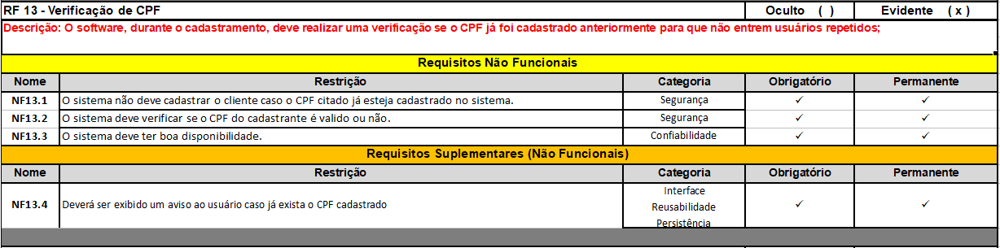 RF 13 - Verificação de CPF Oculto ( ) Evidente ( x )
Descrição: O software, durante o cadastramento, deve realizar uma verificação se o CPF já foi cadastrado anteriormente para que não entrem usuários repetidos;
Requisitos Não Funcionais
Nome Restrição Categoria Obrigatório Permanente
NF13.1 O sistema não deve cadastrar o cliente caso o CPF citado já esteja cadastrado no sistema. Segurança ✓ ✓
NF13.2 O sistema deve verificar se o CPF do cadastrante é valido ou não. Segurança ✓ ✓
NF13.3 O sistema deve ter boa disponibilidade. Confiabilidade ✓ ✓
Requisitos Suplementares (Não Funcionais)
Nome Restrição Categoria Obrigatório Permanente
NF13.4 Deverá ser exibido um aviso ao usuário caso já exista o CPF cadastrado Interface ✓ ✓
Reusabilidade
Persistência